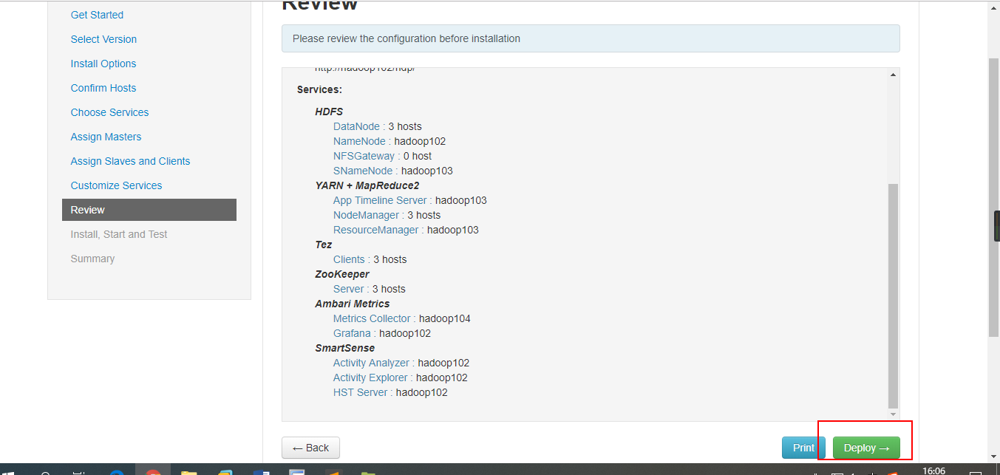 Get Started
Select Version
Install Options
Confirm Hosts
Choose Services
Assign Masters
Assign Slaves and Clients
Customize Services
Review
Install, Start and Test
Summary
Review
Please review the configuration before installation
http://hadoop102/hdp/
Services:
HDFS
DataNode : 3 hosts
NameNode : hadoop102
NFSGateway : 0 host
SNameNode : hadoop103
YARN + MapReduce2
App Timeline Server : hadoop103
NodeManager : 3 hosts
ResourceManager : hadoop103
Tez
Clients : 3 hosts
ZooKeeper
Server : 3 hosts
Ambari Metrics
Metrics Collector : hadoop104
Grafana : hadoop102
SmartSense
Activity Analyzer : hadoop102
Activity Explorer : hadoop102
HST Server : hadoop102
← Back
Print
Deploy →
16:06